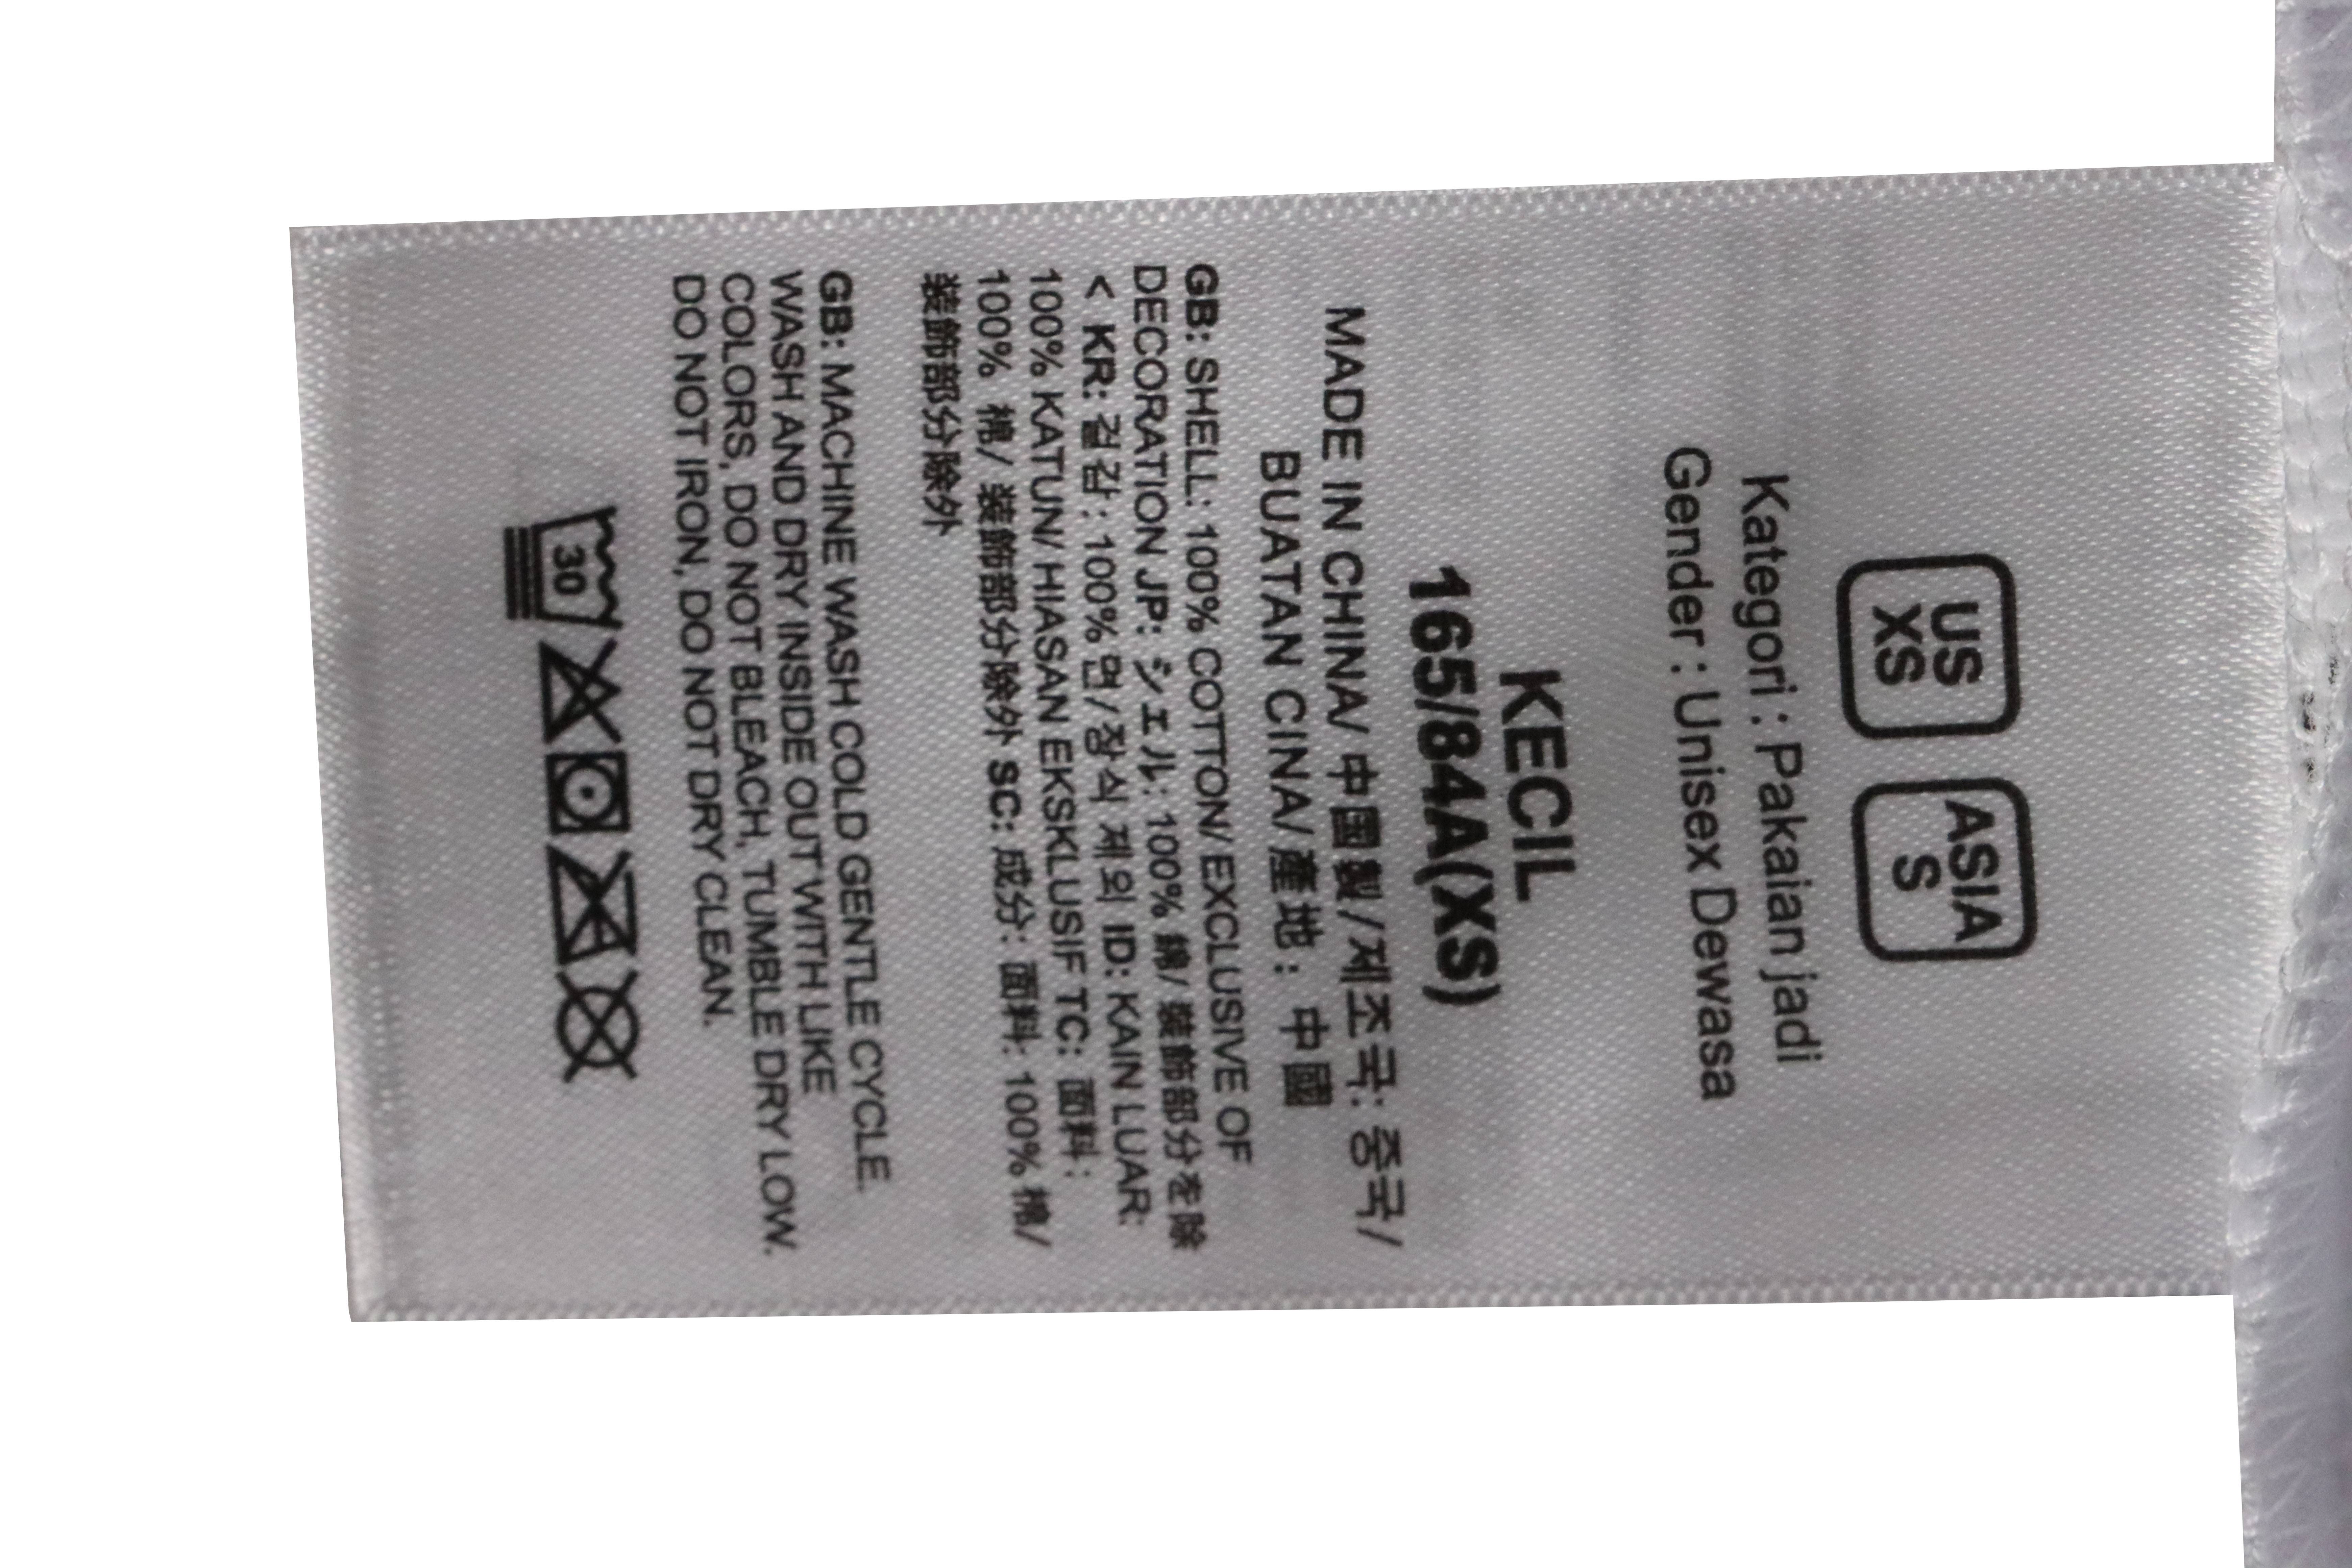 US
XS
ASIA
S
Kategori : Pakaian jadi
Gender : Unisex Dewasa
KECIL
165/84A(XS)
MADE IN CHINA/ 中國製/제조국: 중국/
BUATAN CINA/ 產地： 中國
GB: SHELL: 100% COTTON/ EXCLUSIVE OF
DECORATION JP: シェル: 100% 綿/ 装飾部分を除
< KR: 겉감 : 100% 면 / 장식 제외 ID: KAIN LUAR:
100% KATUN/ HIASAN EKSKLUSIF TC: 面料 :
100% 棉/ 裝飾部分除外 SC: 成分: 面料: 100% 棉/
装飾部分除外
GB: MACHINE WASH COLD GENTLE CYCLE.
WASH AND DRY INSIDE OUT WITH LIKE
COLORS, DO NOT BLEACH, TUMBLE DRY LOW.
DO NOT IRON, DO NOT DRY CLEAN.
30